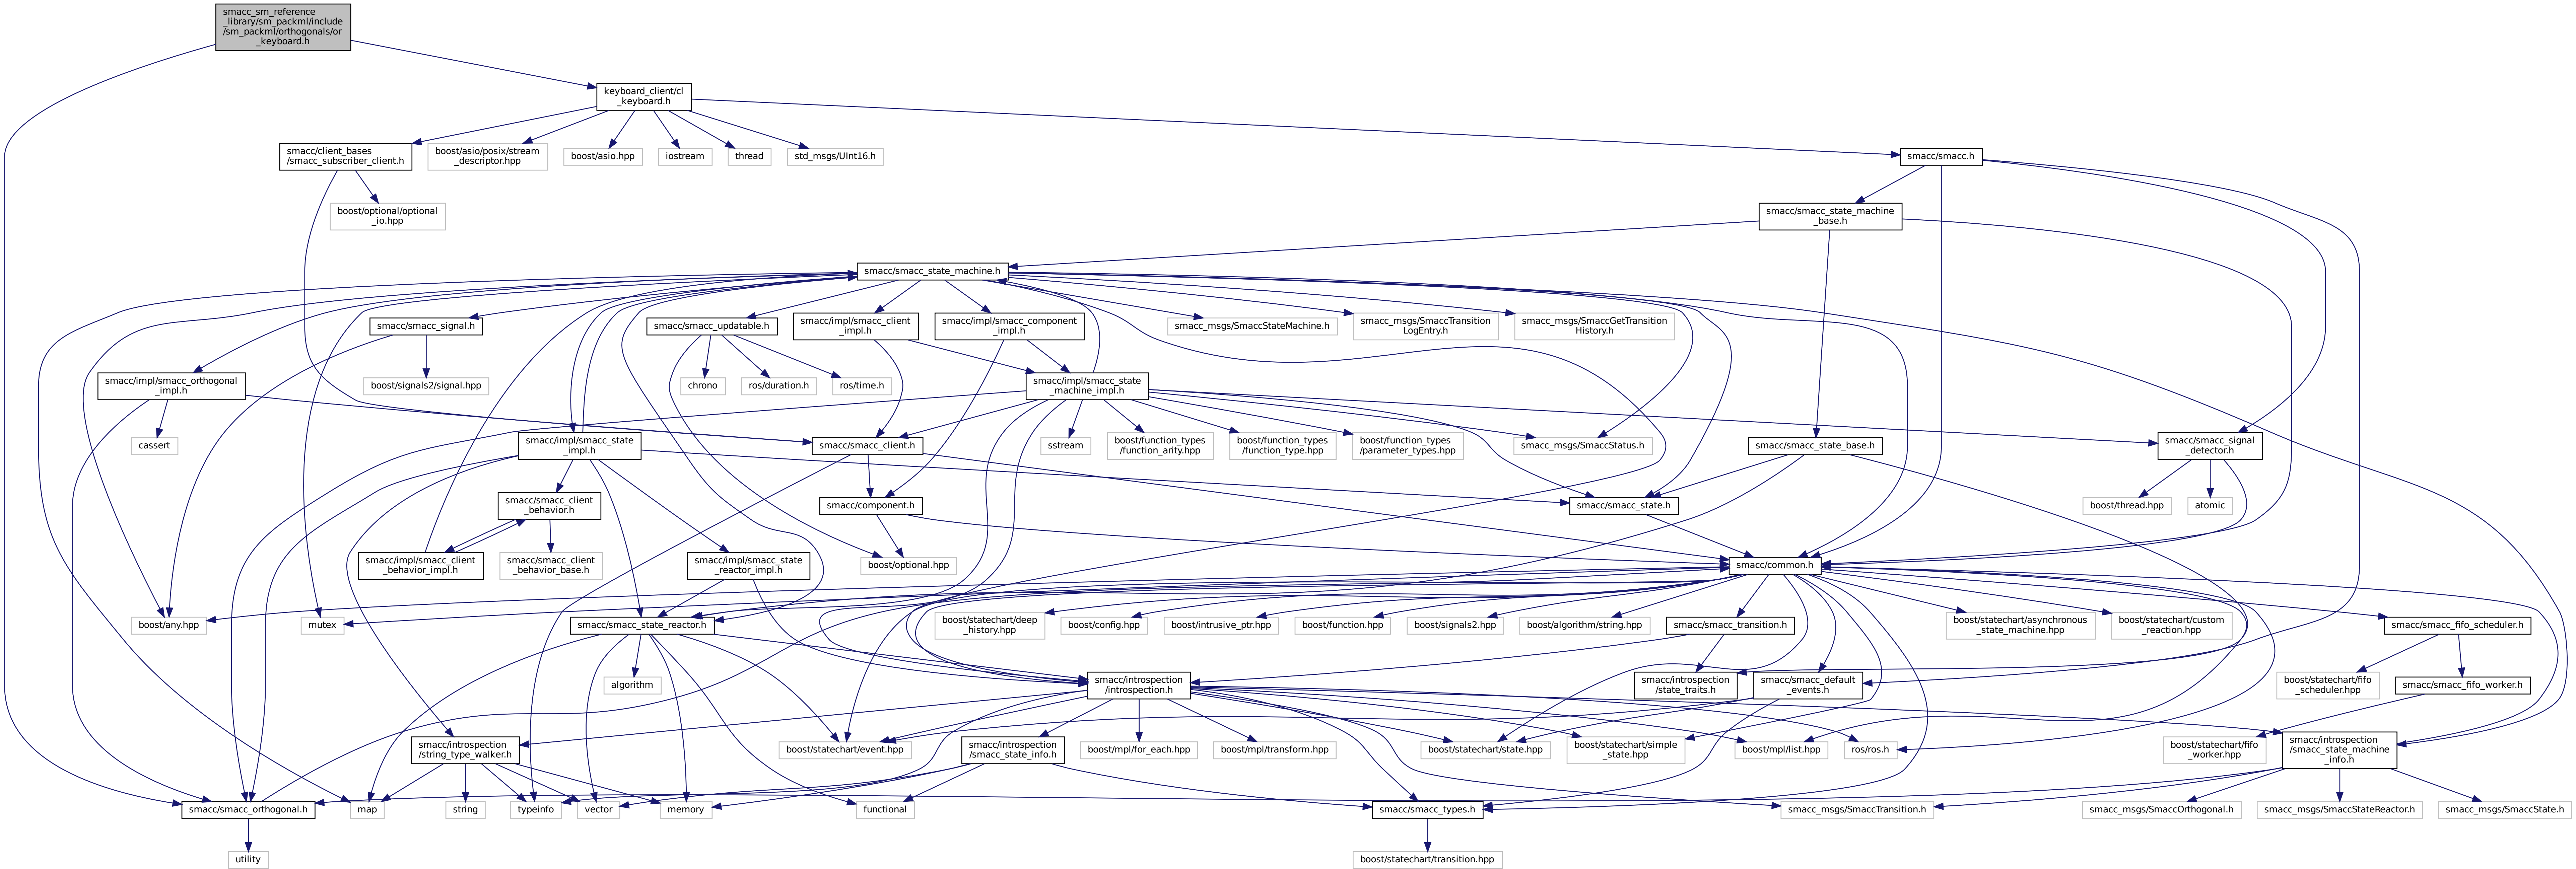 smacc_sm_reference
_library/sm_packml/include
/sm_packml/orthogonals/or
_keyboard.h
keyboard_client/cl
_keyboard.h
smacc/client_bases
/smacc_subscriber_client.h
boost/asio/posix/stream
_descriptor.hpp
boost/asio.hpp
iostream
thread
std_msgs/UInt16.h
smacc/smacc.h
boost/optional/optional
_io.hpp
smacc/smacc_state_machine
_base.h
smacc/smacc_state_machine.h
smacc/smacc_signal.h
smacc/smacc_updatable.h
smacc/impl/smacc_client
_impl.h
smacc/impl/smacc_component
_impl.h
smacc_msgs/SmaccStateMachine.h
smacc_msgs/SmaccTransition
LogEntry.h
smacc_msgs/SmaccGetTransition
History.h
smacc/impl/smacc_orthogonal
_impl.h
boost/signals2/signal.hpp
chrono
ros/duration.h
ros/time.h
smacc/impl/smacc_state
_machine_impl.h
cassert
smacc/impl/smacc_state
_impl.h
smacc/smacc_client.h
sstream
boost/function_types
/function_arity.hpp
boost/function_types
/function_type.hpp
boost/function_types
/parameter_types.hpp
smacc_msgs/SmaccStatus.h
smacc/smacc_state_base.h
smacc/smacc_signal
_detector.h
smacc/smacc_client
_behavior.h
smacc/component.h
smacc/smacc_state.h
boost/thread.hpp
atomic
smacc/impl/smacc_client
_behavior_impl.h
smacc/smacc_client
_behavior_base.h
smacc/impl/smacc_state
_reactor_impl.h
boost/optional.hpp
smacc/common.h
boost/any.hpp
mutex
smacc/smacc_state_reactor.h
boost/statechart/deep
_history.hpp
boost/config.hpp
boost/intrusive_ptr.hpp
boost/function.hpp
boost/signals2.hpp
boost/algorithm/string.hpp
smacc/smacc_transition.h
boost/statechart/asynchronous
_state_machine.hpp
boost/statechart/custom
_reaction.hpp
smacc/smacc_fifo_scheduler.h
algorithm
smacc/introspection
/introspection.h
smacc/introspection
/state_traits.h
smacc/smacc_default
_events.h
boost/statechart/fifo
_scheduler.hpp
smacc/smacc_fifo_worker.h
smacc/introspection
/string_type_walker.h
boost/statechart/event.hpp
smacc/introspection
/smacc_state_info.h
boost/mpl/for_each.hpp
boost/mpl/transform.hpp
boost/statechart/state.hpp
boost/statechart/simple
_state.hpp
boost/mpl/list.hpp
ros/ros.h
boost/statechart/fifo
_worker.hpp
smacc/introspection
/smacc_state_machine
_info.h
smacc/smacc_orthogonal.h
map
string
typeinfo
vector
memory
functional
smacc/smacc_types.h
smacc_msgs/SmaccTransition.h
smacc_msgs/SmaccOrthogonal.h
smacc_msgs/SmaccStateReactor.h
smacc_msgs/SmaccState.h
utility
boost/statechart/transition.hpp